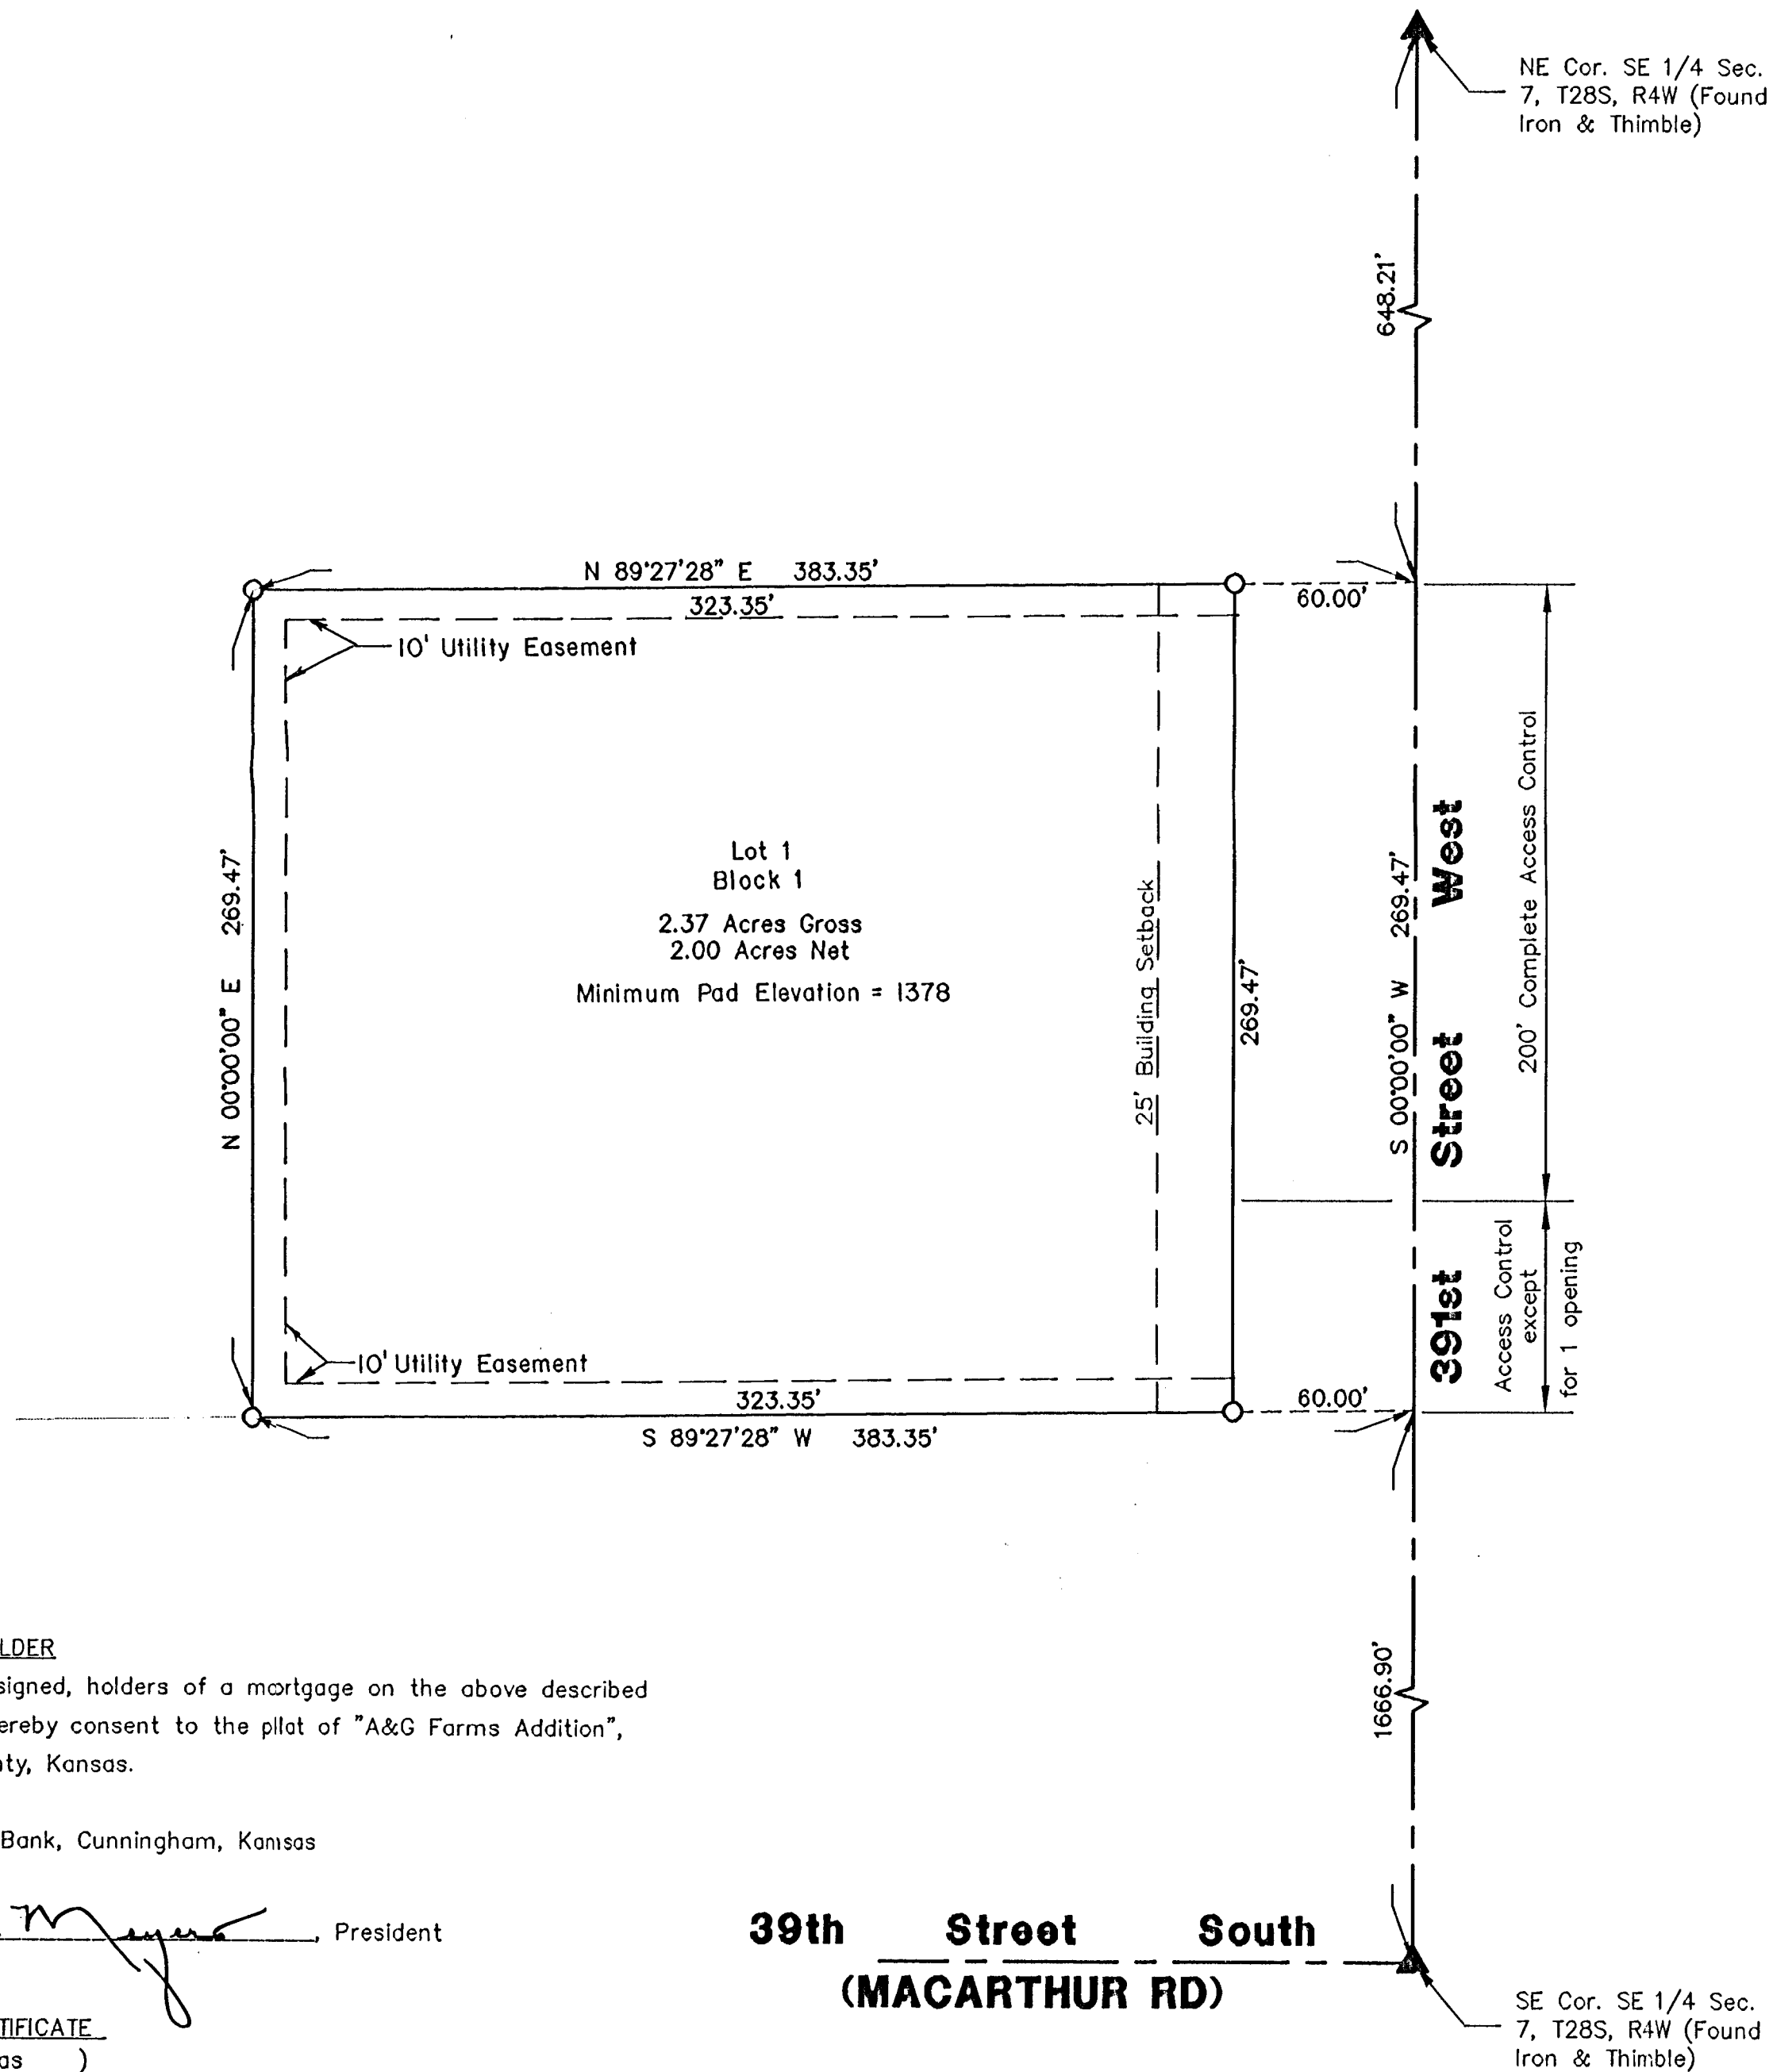 NE Cor. SE 1/4 Sec.
7, T28S, R4W (Found
Iron & Thimble)
648.21'
N 89°27'28" E 383.35'
323.35'
60.00'
10' Utility Easement
N 00°00'00" E 269.47'
Lot 1
Block 1
2.37 Acres Gross
2.00 Acres Net
Minimum Pad Elevation = 1378
25' Building Setback
269.47'
S 00°00'00" W 269.47'
391st Street West
200' Complete Access Control
Access Control
except
for 1 opening
10' Utility Easement
323.35'
60.00'
S 89°27'28" W 383.35'
1666.90'
LDER
signed, holders of a mortgage on the above described
ereby consent to the pllat of "A&G Farms Addition",
nty, Kansas.
Bank, Cunningham, Kansas
Meyers, President
39th Street South
(MACARTHUR RD)
SE Cor. SE 1/4 Sec.
7, T28S, R4W (Found
Iron & Thimble)
TIFICATE
as )